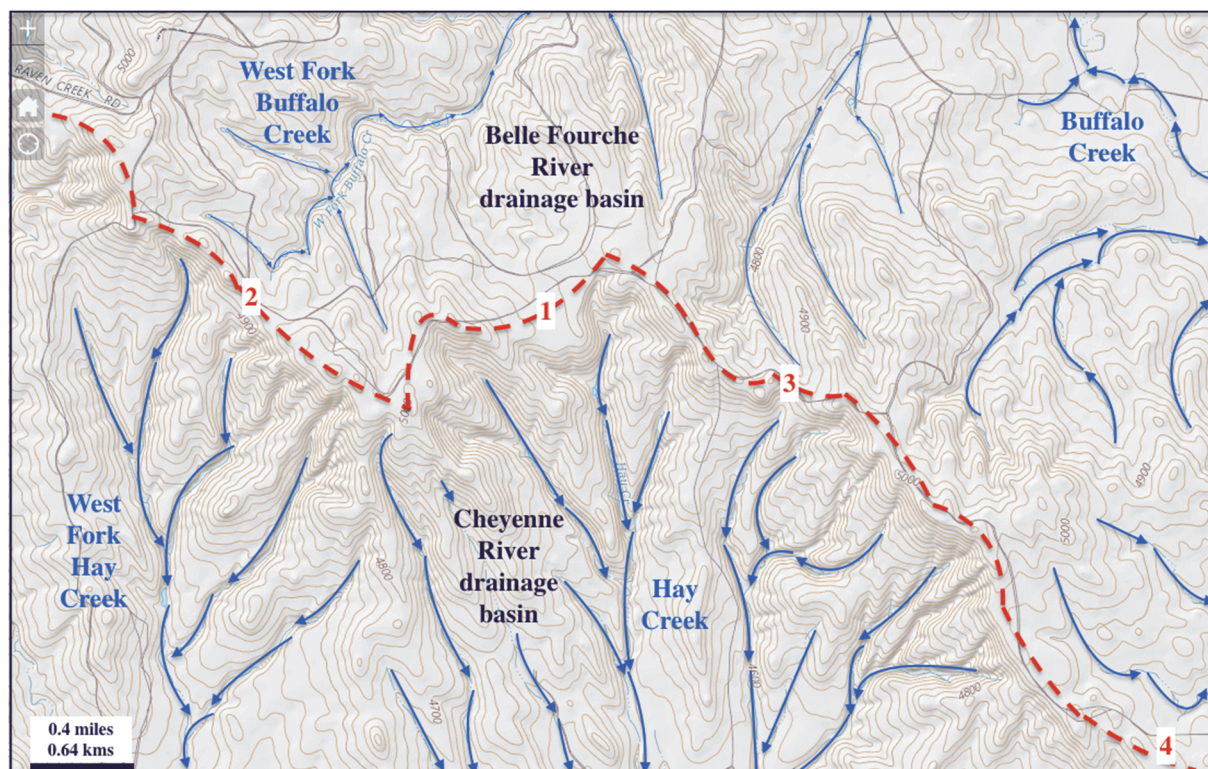 +
5000
RAVEN CREEK RD
West Fork
Buffalo
Creek
W Fork Buffalo Cr
Belle Fourche
River
drainage basin
Buffalo
Creek
4800
2
4900
1
4900
3
5000
5000
4900
5000
Hay Cr
West
Fork
Hay
Creek
Cheyenne
River
drainage
basin
4800
Hay
Creek
4600
4800
4700
0.4 miles
0.64 kms
4